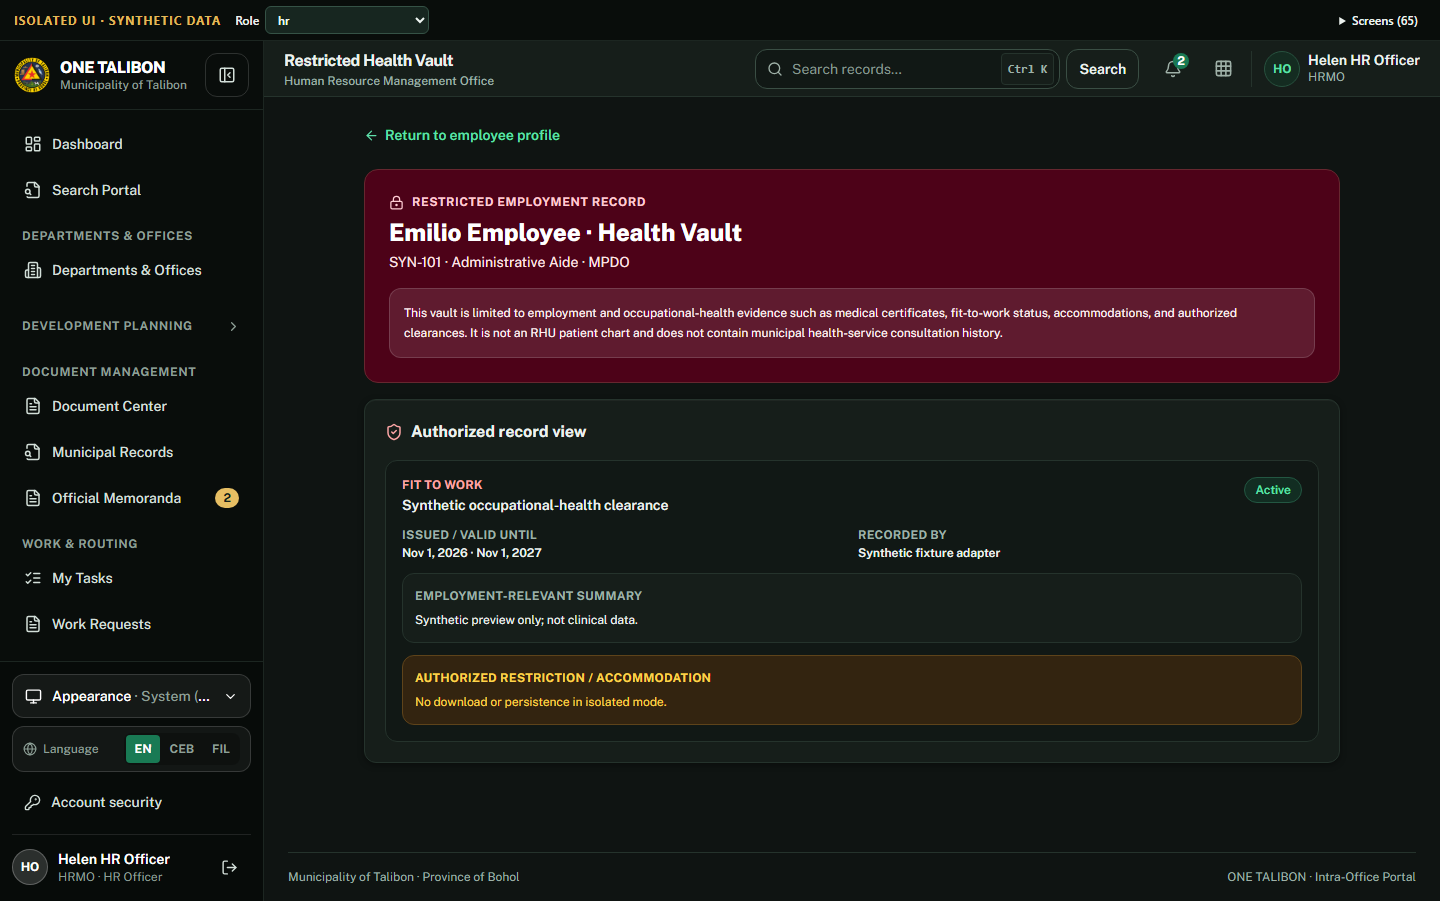 ISOLATED UI · SYNTHETIC DATA
Role
hr
Screens (65)
ONE TALIBON
Municipality of Talibon
Restricted Health Vault
Human Resource Management Office
Search records...
Ctrl K
Search
2
HO
Helen HR Officer
HRMO
Dashboard
Search Portal
DEPARTMENTS & OFFICES
Departments & Offices
DEVELOPMENT PLANNING
DOCUMENT MANAGEMENT
Document Center
Municipal Records
Official Memoranda
2
WORK & ROUTING
My Tasks
Work Requests
Appearance · System (...
Language
EN
CEB
FIL
Account security
HO
Helen HR Officer
HRMO · HR Officer
Return to employee profile
RESTRICTED EMPLOYMENT RECORD
Emilio Employee · Health Vault
SYN-101 · Administrative Aide · MPDO
This vault is limited to employment and occupational-health evidence such as medical certificates, fit-to-work status, accommodations, and authorized
clearances. It is not an RHU patient chart and does not contain municipal health-service consultation history.
Authorized record view
FIT TO WORK
Synthetic occupational-health clearance
Active
ISSUED / VALID UNTIL
Nov 1, 2026 · Nov 1, 2027
RECORDED BY
Synthetic fixture adapter
EMPLOYMENT-RELEVANT SUMMARY
Synthetic preview only; not clinical data.
AUTHORIZED RESTRICTION / ACCOMMODATION
No download or persistence in isolated mode.
Municipality of Talibon · Province of Bohol
ONE TALIBON · Intra-Office Portal